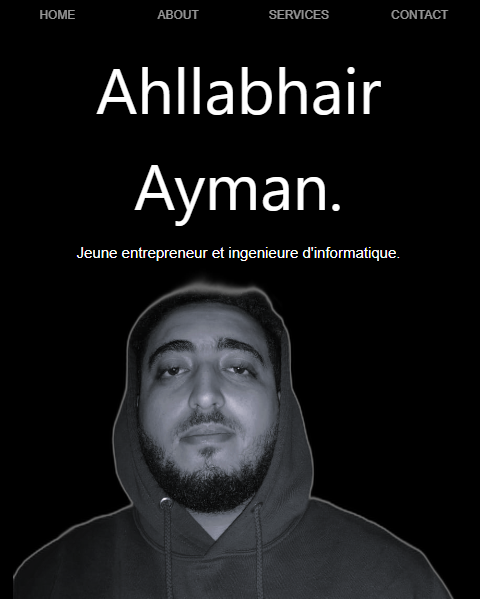 HOME ABOUT SERVICES CONTACT
Ahllabhair
Ayman.
Jeune entrepreneur et ingenieure d'informatique.